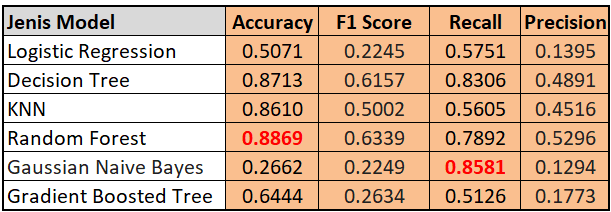 Jenis Model Accuracy F1 Score Recall Precision
Logistic Regression 0.5071 0.2245 0.5751 0.1395
Decision Tree 0.8713 0.6157 0.8306 0.4891
KNN 0.8610 0.5002 0.5605 0.4516
Random Forest 0.8869 0.6339 0.7892 0.5296
Gaussian Naive Bayes 0.2662 0.2249 0.8581 0.1294
Gradient Boosted Tree 0.6444 0.2634 0.5126 0.1773